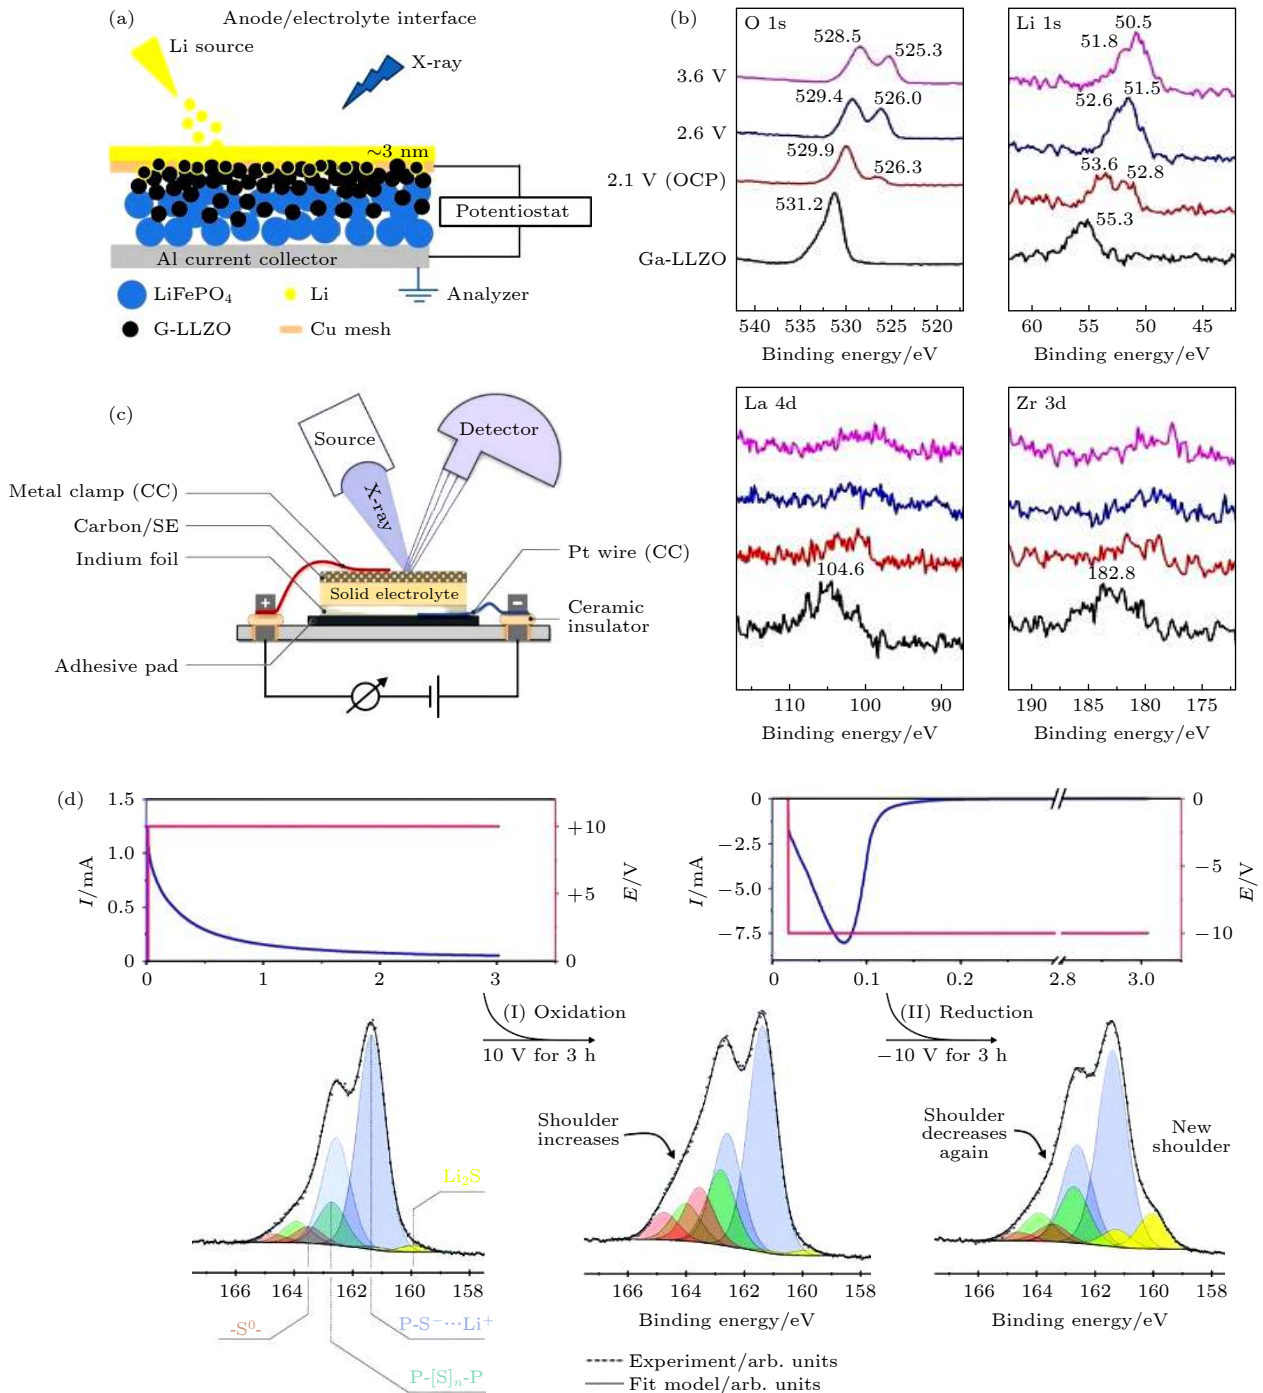 (a)
Anode/electrolyte interface
Li source
X-ray
~3 nm
Potentiostat
Al current collector
LiFePO₄
Li
Analyzer
G-LLZO
Cu mesh
(b)
O 1s
528.5
525.3
3.6 V
529.4
526.0
2.6 V
529.9
526.3
2.1 V (OCP)
531.2
Ga-LLZO
540 535 530 525 520
Binding energy/eV
Li 1s
50.5
51.8
51.5
52.6
53.6
52.8
55.3
60 55 50 45
Binding energy/eV
La 4d
104.6
110 100 90
Binding energy/eV
Zr 3d
182.8
190 185 180 175
Binding energy/eV
(c)
Source
Detector
X-ray
Metal clamp (CC)
Carbon/SE
Indium foil
Pt wire (CC)
Solid electrolyte
+
–
Ceramic
insulator
Adhesive pad
(d)
1.5
1.0
0.5
0
I/mA
+10
+5
0
E/V
0 1 2 3
0
−2.5
−5.0
−7.5
I/mA
0
−5
−10
E/V
0 0.1 0.2 2.8 3.0
(I) Oxidation
10 V for 3 h
(II) Reduction
−10 V for 3 h
Li₂S
166 164 162 160 158
-S⁰-
P-S⁻···Li⁺
P-[S]ₙ-P
Shoulder
increases
166 164 162 160 158
Binding energy/eV
Shoulder
decreases
again
New
shoulder
166 164 162 160 158
Binding energy/eV
Experiment/arb. units
Fit model/arb. units